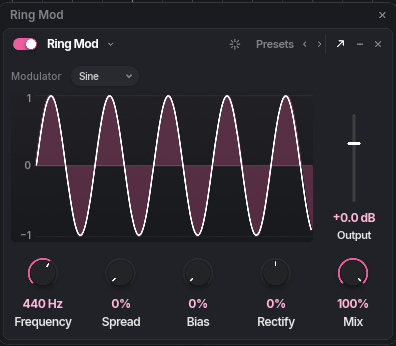 Ring Mod
Ring Mod
Presets
Modulator
Sine
1
0
−1
+0.0 dB
Output
440 Hz
0%
0%
0%
100%
Frequency
Spread
Bias
Rectify
Mix